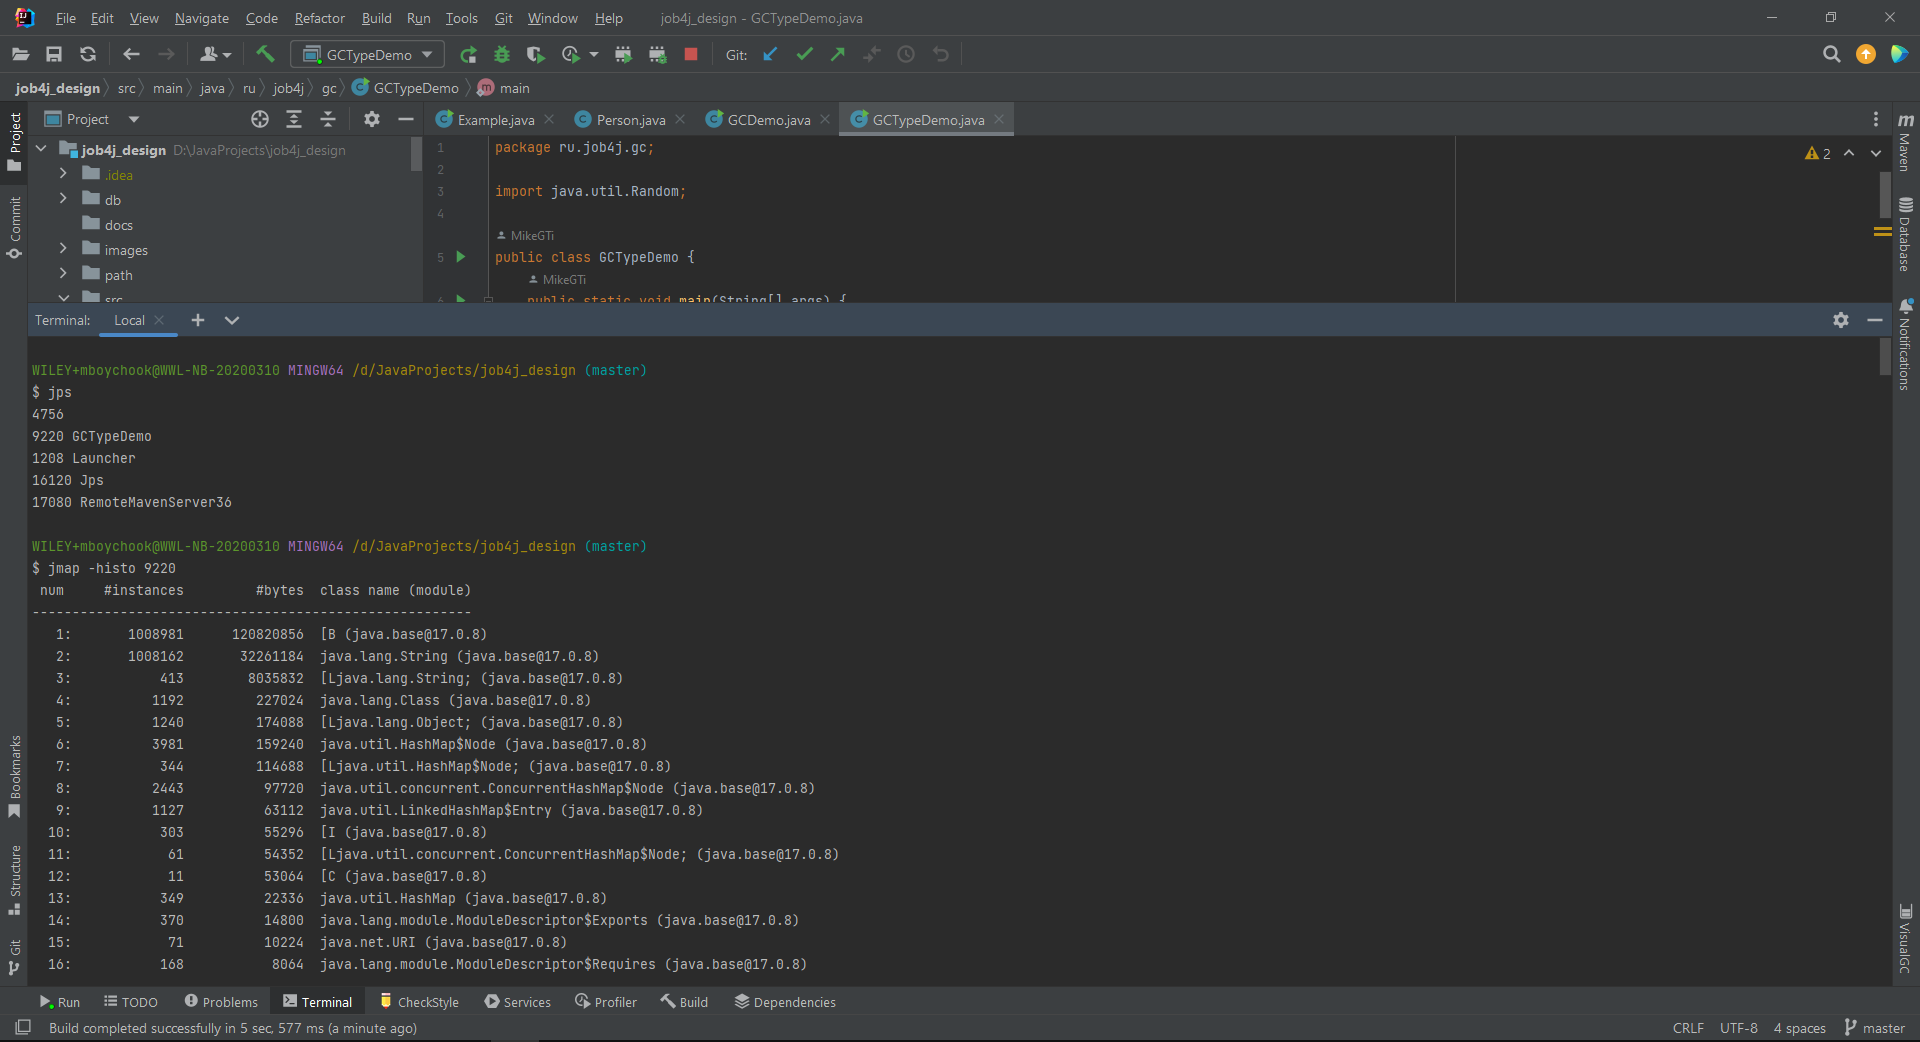 File Edit View Navigate Code Refactor Build Run Tools Git Window Help job4j_design - GCTypeDemo.java
GCTypeDemo Git:
job4j_design src main java ru job4j gc GCTypeDemo main
Project
Example.java Person.java GCDemo.java GCTypeDemo.java
job4j_design D:\JavaProjects\job4j_design
.idea
db
docs
images
path
src
1 package ru.job4j.gc;
2
3 import java.util.Random;
4
MikeGTi
5 public class GCTypeDemo {
MikeGTi
6 public static void main(String[] args) {
2
Project
Commit
Bookmarks
Structure
Git
Maven
Database
Notifications
VisualGC
Terminal: Local
WILEY+mboychook@WWL-NB-20200310 MINGW64 /d/JavaProjects/job4j_design (master)
$ jps
4756
9220 GCTypeDemo
1208 Launcher
16120 Jps
17080 RemoteMavenServer36
WILEY+mboychook@WWL-NB-20200310 MINGW64 /d/JavaProjects/job4j_design (master)
$ jmap -histo 9220
num #instances #bytes class name (module)
-------------------------------------------------------
1: 1008981 120820856 [B (java.base@17.0.8)
2: 1008162 32261184 java.lang.String (java.base@17.0.8)
3: 413 8035832 [Ljava.lang.String; (java.base@17.0.8)
4: 1192 227024 java.lang.Class (java.base@17.0.8)
5: 1240 174088 [Ljava.lang.Object; (java.base@17.0.8)
6: 3981 159240 java.util.HashMap$Node (java.base@17.0.8)
7: 344 114688 [Ljava.util.HashMap$Node; (java.base@17.0.8)
8: 2443 97720 java.util.concurrent.ConcurrentHashMap$Node (java.base@17.0.8)
9: 1127 63112 java.util.LinkedHashMap$Entry (java.base@17.0.8)
10: 303 55296 [I (java.base@17.0.8)
11: 61 54352 [Ljava.util.concurrent.ConcurrentHashMap$Node; (java.base@17.0.8)
12: 11 53064 [C (java.base@17.0.8)
13: 349 22336 java.util.HashMap (java.base@17.0.8)
14: 370 14800 java.lang.module.ModuleDescriptor$Exports (java.base@17.0.8)
15: 71 10224 java.net.URI (java.base@17.0.8)
16: 168 8064 java.lang.module.ModuleDescriptor$Requires (java.base@17.0.8)
Run TODO Problems Terminal CheckStyle Services Profiler Build Dependencies
Build completed successfully in 5 sec, 577 ms (a minute ago) CRLF UTF-8 4 spaces master